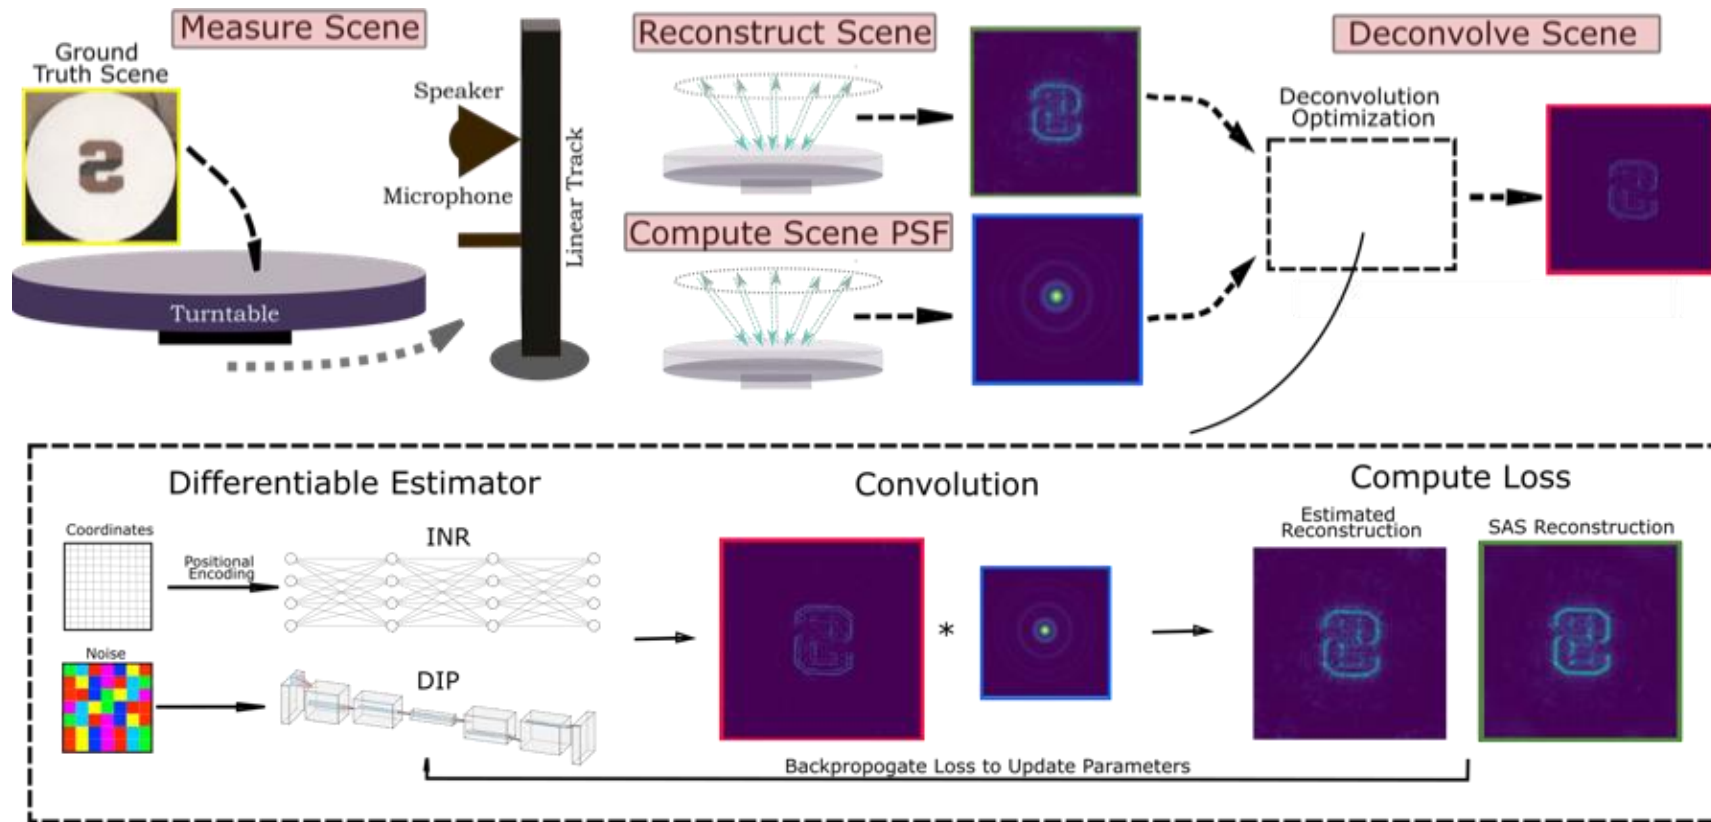 Measure Scene
Ground
Truth Scene
Speaker
Microphone
Linear Track
Turntable
Reconstruct Scene
Compute Scene PSF
Deconvolve Scene
Deconvolution
Optimization
Differentiable Estimator
Coordinates
Positional
Encoding
INR
Noise
DIP
Convolution
*
Compute Loss
Estimated
Reconstruction
SAS Reconstruction
Backpropogate Loss to Update Parameters